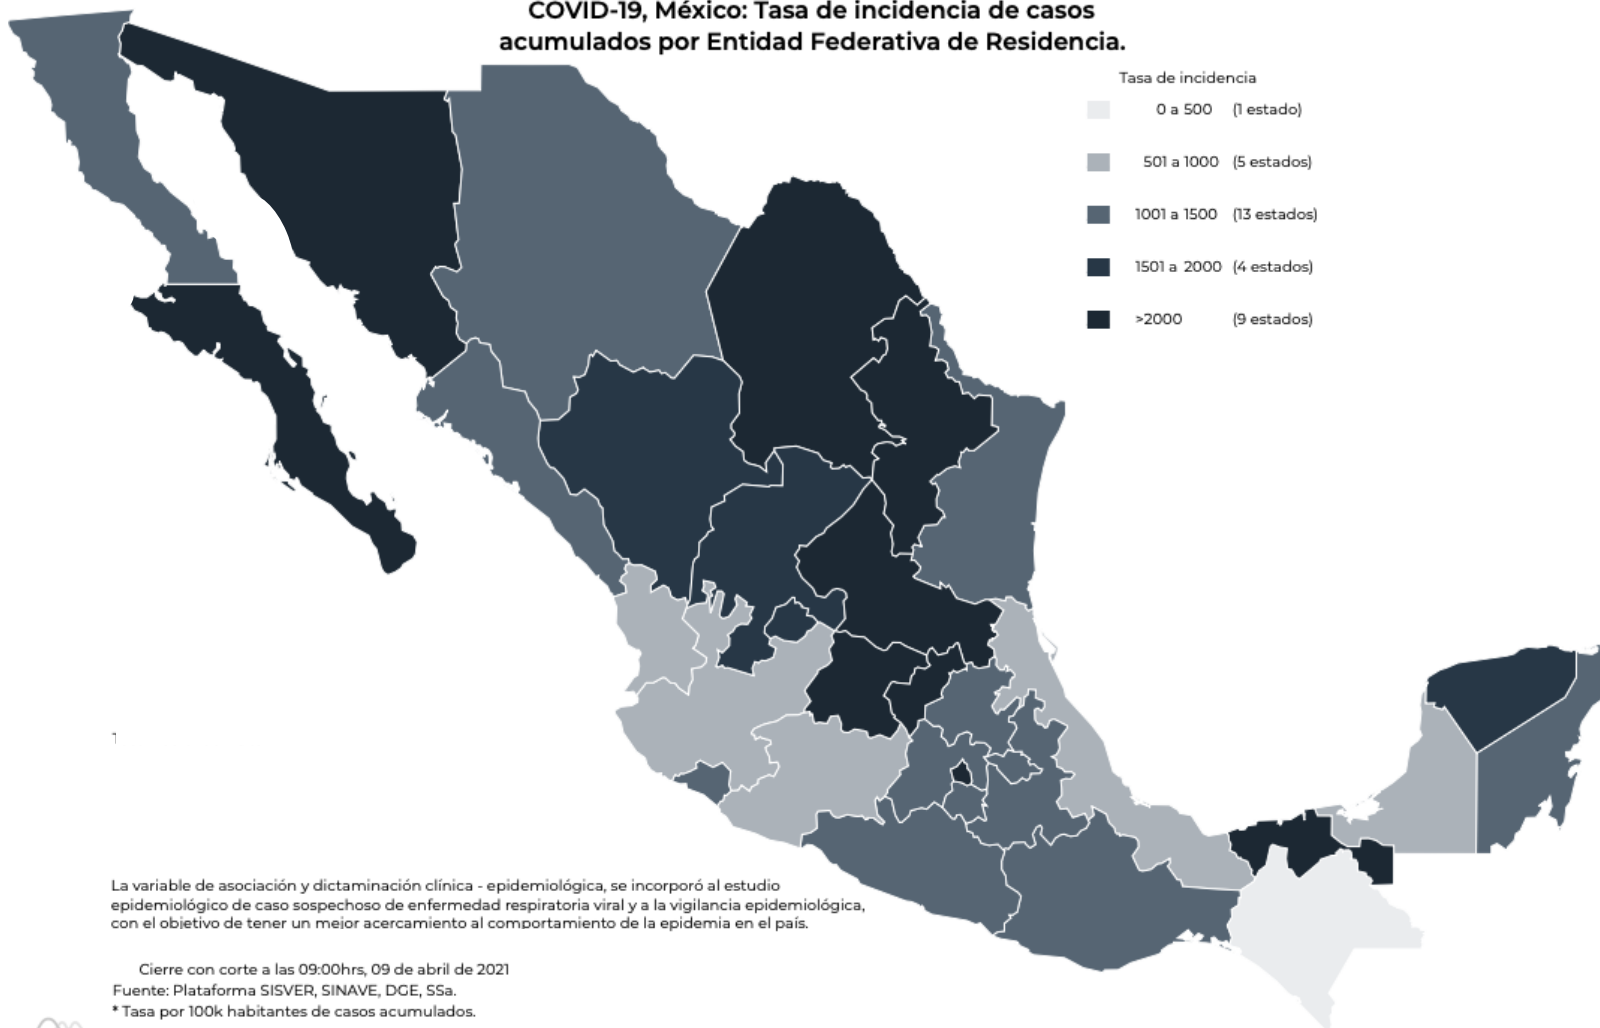 COVID-19, México: Tasa de incidencia de casos
acumulados por Entidad Federativa de Residencia.
Tasa de incidencia
0 a 500 (1 estado)
501 a 1000 (5 estados)
1001 a 1500 (13 estados)
1501 a 2000 (4 estados)
>2000 (9 estados)
La variable de asociación y dictaminación clínica - epidemiológica, se incorporó al estudio
epidemiológico de caso sospechoso de enfermedad respiratoria viral y a la vigilancia epidemiológica,
con el objetivo de tener un mejor acercamiento al comportamiento de la epidemia en el país.
Cierre con corte a las 09:00hrs, 09 de abril de 2021
Fuente: Plataforma SISVER, SINAVE, DGE, SSa.
* Tasa por 100k habitantes de casos acumulados.